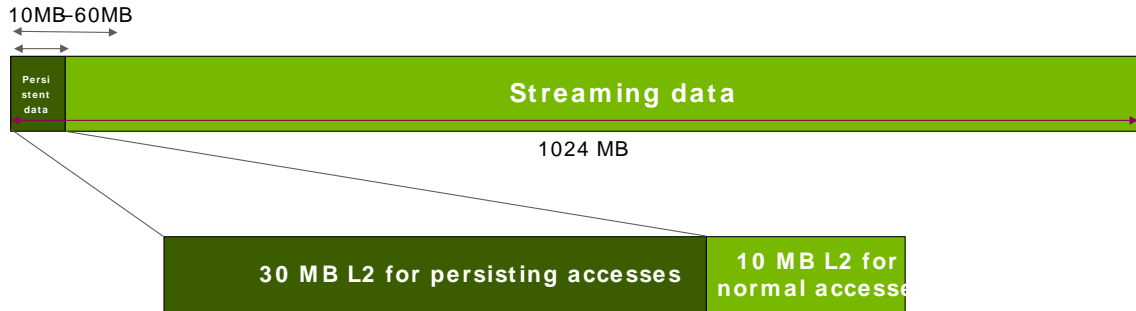 10MB–60MB
Persi
stent
data
Streaming data
1024 MB
30 MB L2 for persisting accesses
10 MB L2 for
normal accesse